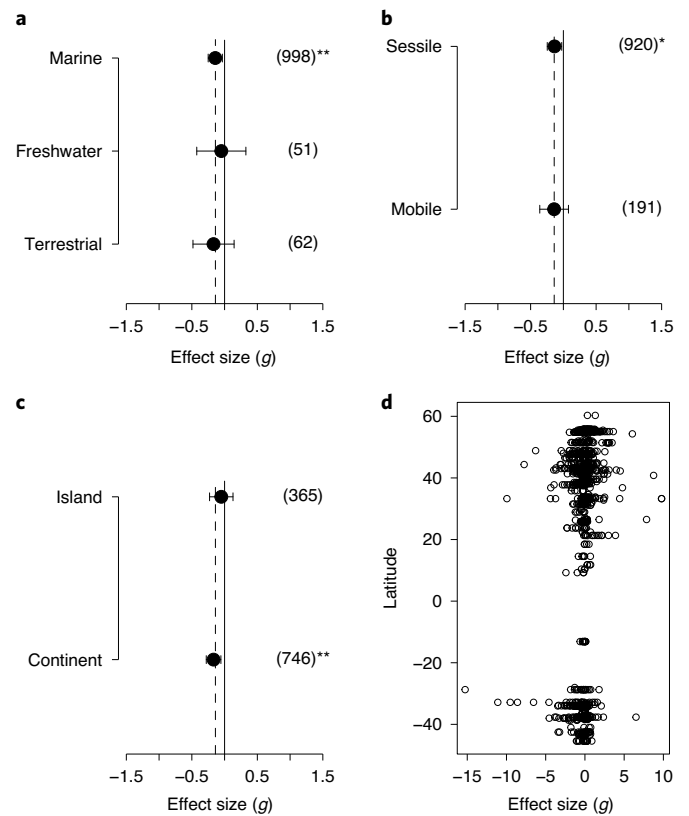 a
Marine (998)**
Freshwater (51)
Terrestrial (62)
−1.5 −0.5 0.5 1.5
Effect size (g)
b
Sessile (920)*
Mobile (191)
−1.5 −0.5 0.5 1.5
Effect size (g)
c
Island (365)
Continent (746)**
−1.5 −0.5 0.5 1.5
Effect size (g)
d
60
40
20
0
−20
−40
Latitude
−15 −10 −5 0 5 10
Effect size (g)